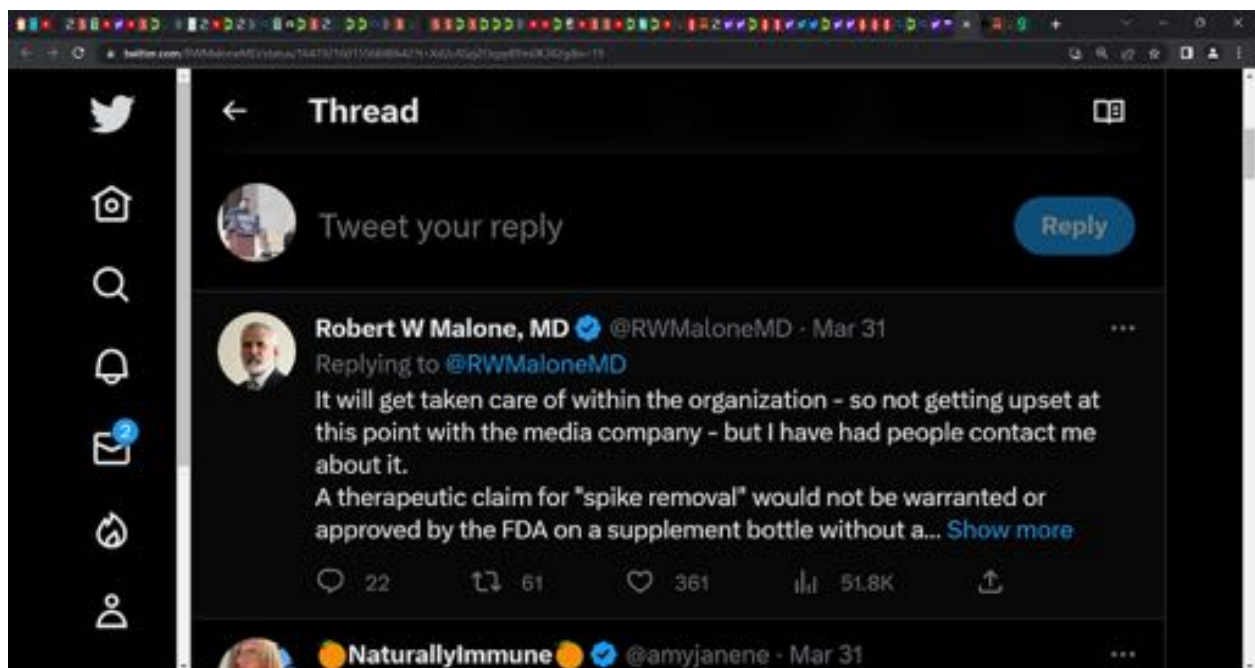 twitter.com
Thread
Tweet your reply
Reply
Robert W Malone, MD @RWMaloneMD · Mar 31
Replying to @RWMaloneMD
It will get taken care of within the organization - so not getting upset at
this point with the media company - but I have had people contact me
about it.
A therapeutic claim for "spike removal" would not be warranted or
approved by the FDA on a supplement bottle without a... Show more
22 61 361 51.8K
2
🍊NaturallyImmune🍊 @amyjanene · Mar 31